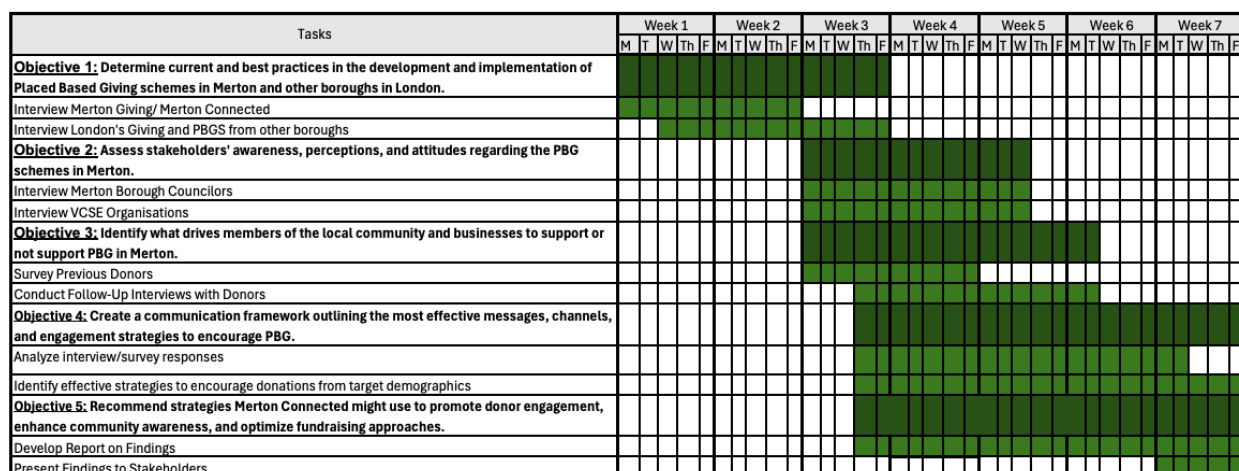 Tasks
Week 1 Week 2 Week 3 Week 4 Week 5 Week 6 Week 7
M T W Th F M T W Th F M T W Th F M T W Th F M T W Th F M T W Th F M T W Th F
Objective 1: Determine current and best practices in the development and implementation of
Placed Based Giving schemes in Merton and other boroughs in London.
Interview Merton Giving/ Merton Connected
Interview London's Giving and PBGS from other boroughs
Objective 2: Assess stakeholders' awareness, perceptions, and attitudes regarding the PBG
schemes in Merton.
Interview Merton Borough Councilors
Interview VCSE Organisations
Objective 3: Identify what drives members of the local community and businesses to support or
not support PBG in Merton.
Survey Previous Donors
Conduct Follow-Up Interviews with Donors
Objective 4: Create a communication framework outlining the most effective messages, channels,
and engagement strategies to encourage PBG.
Analyze interview/survey responses
Identify effective strategies to encourage donations from target demographics
Objective 5: Recommend strategies Merton Connected might use to promote donor engagement,
enhance community awareness, and optimize fundraising approaches.
Develop Report on Findings
Present Findings to Stakeholders